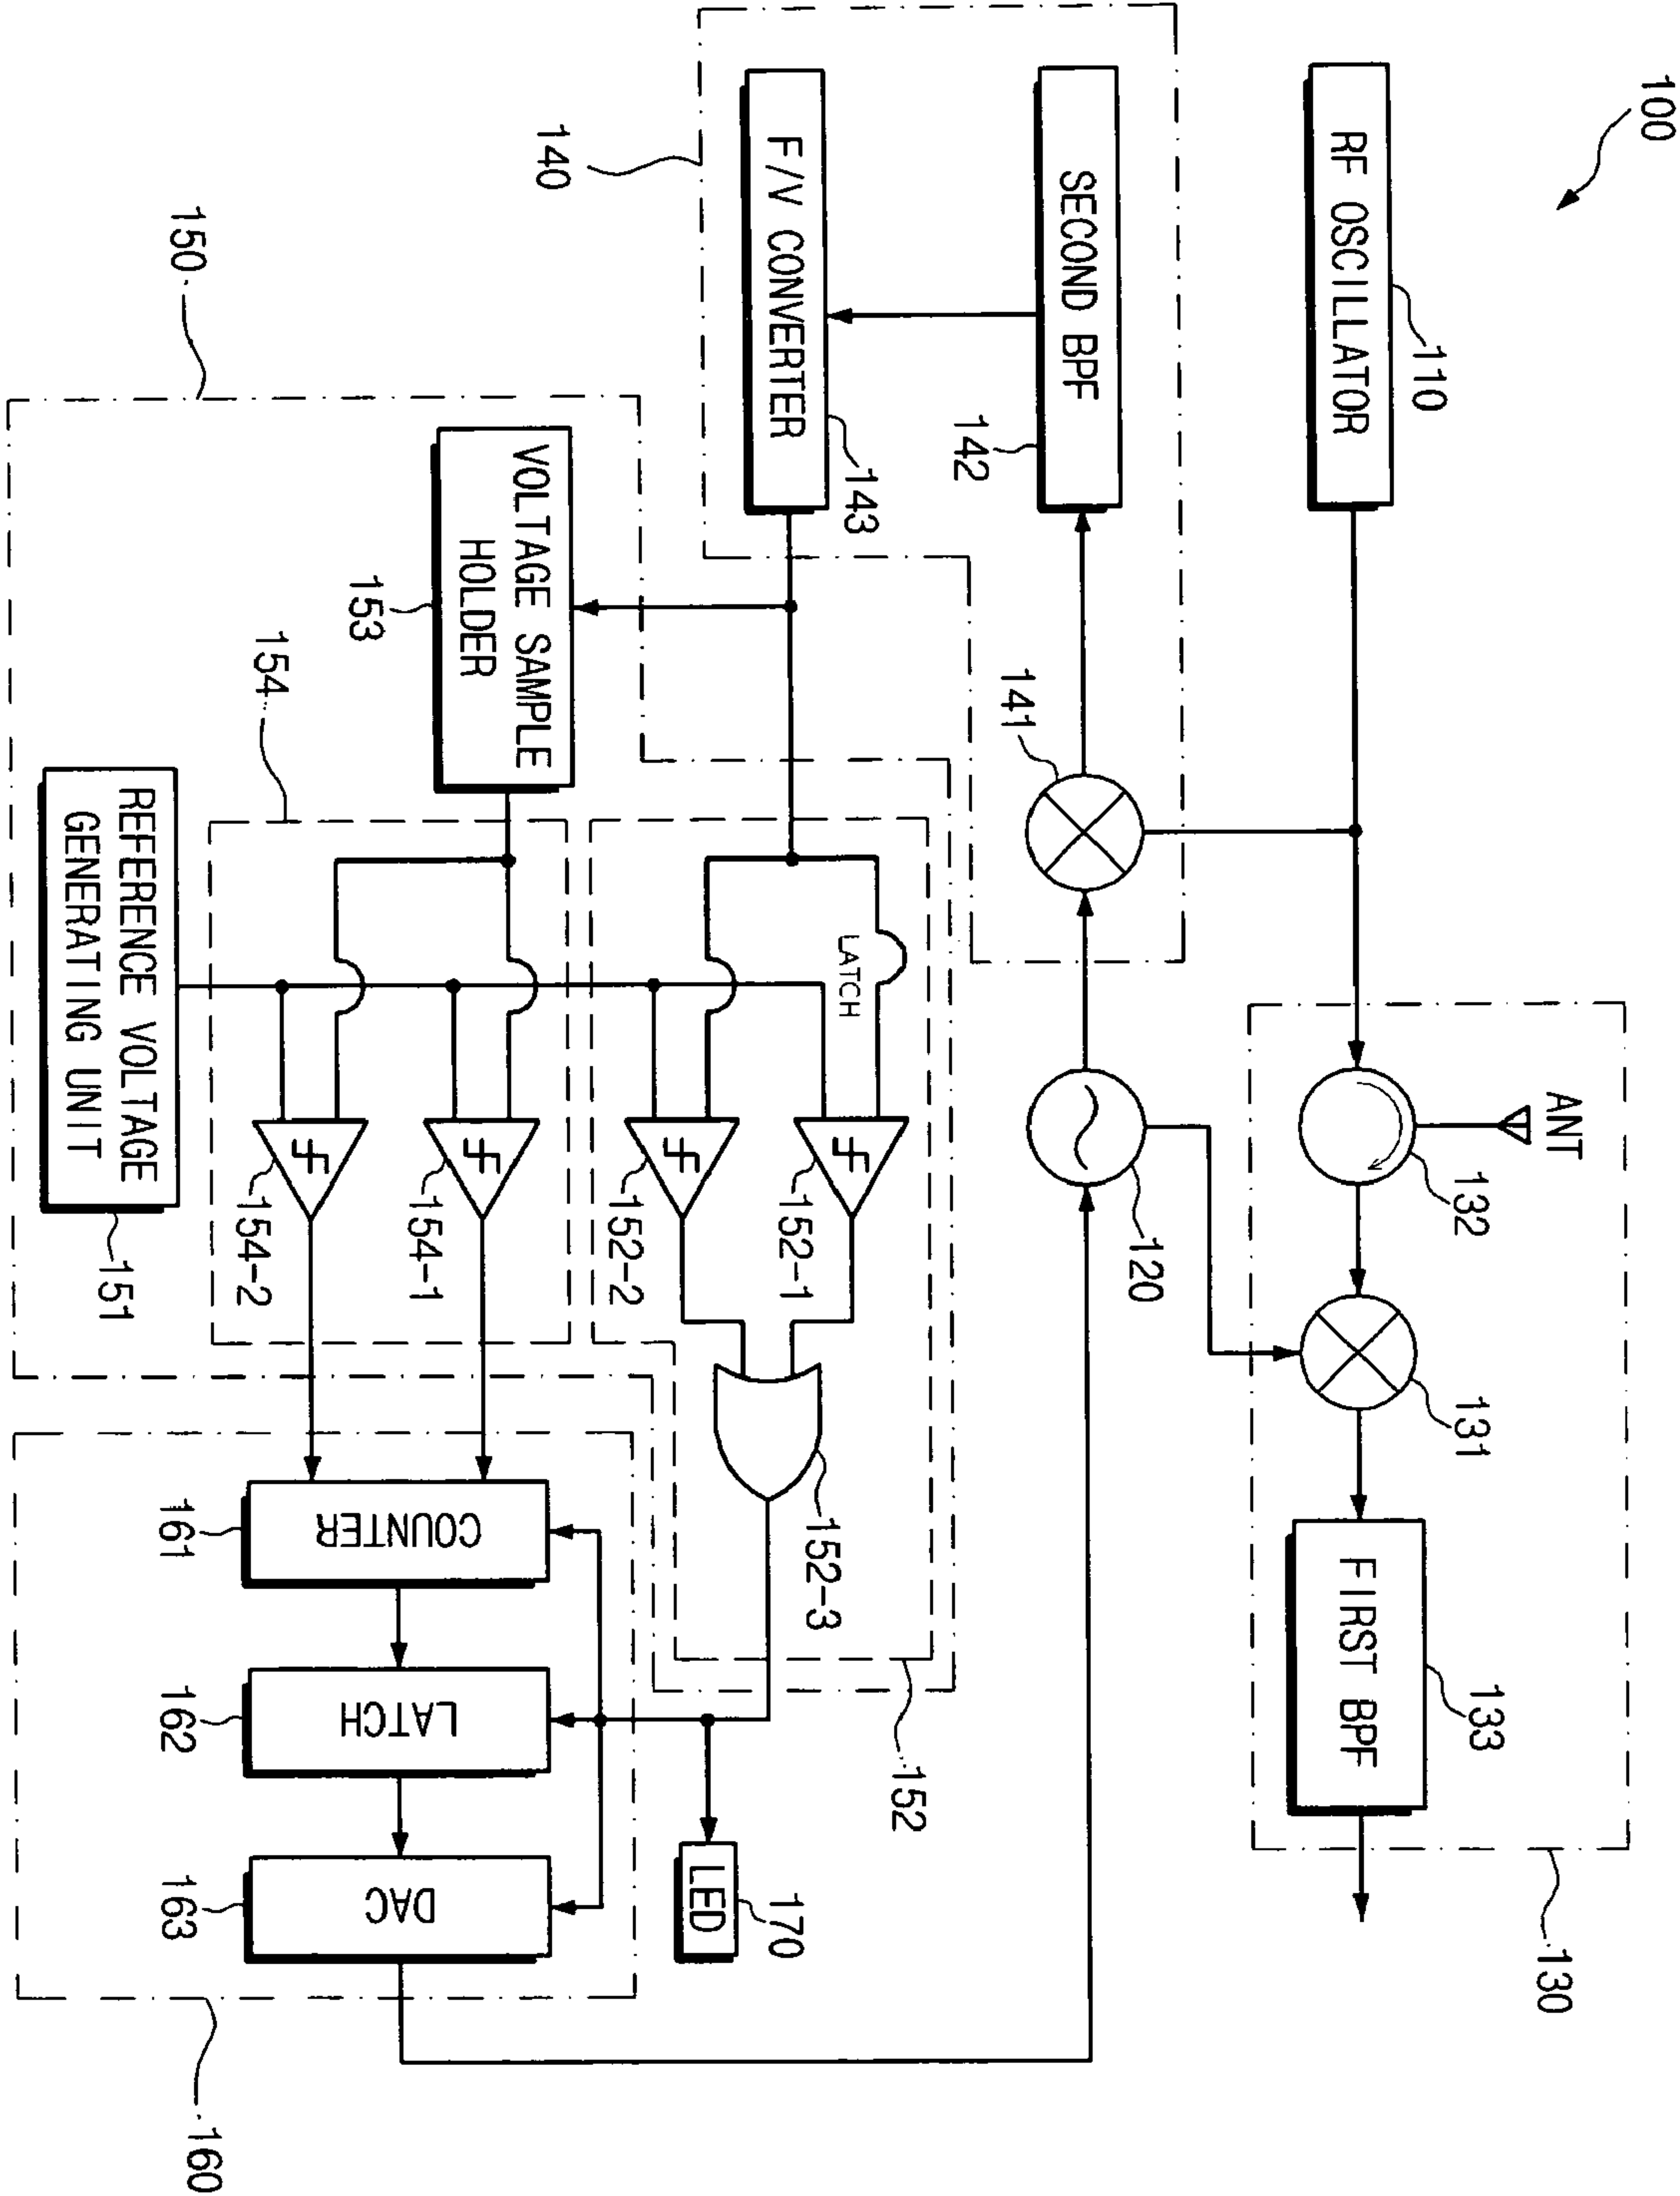 100
RF OSCILLATOR
110
ANT
132
131
FIRST BPF
133
130
SECOND BPF
142
141
120
F/V CONVERTER
143
140
150
VOLTAGE SAMPLE
HOLDER
153
154
REFERENCE VOLTAGE
GENERATING UNIT
151
LATCH
152-1
152-2
152-3
152
154-1
154-2
COUNTER
161
LATCH
162
DAC
163
LED
170
160